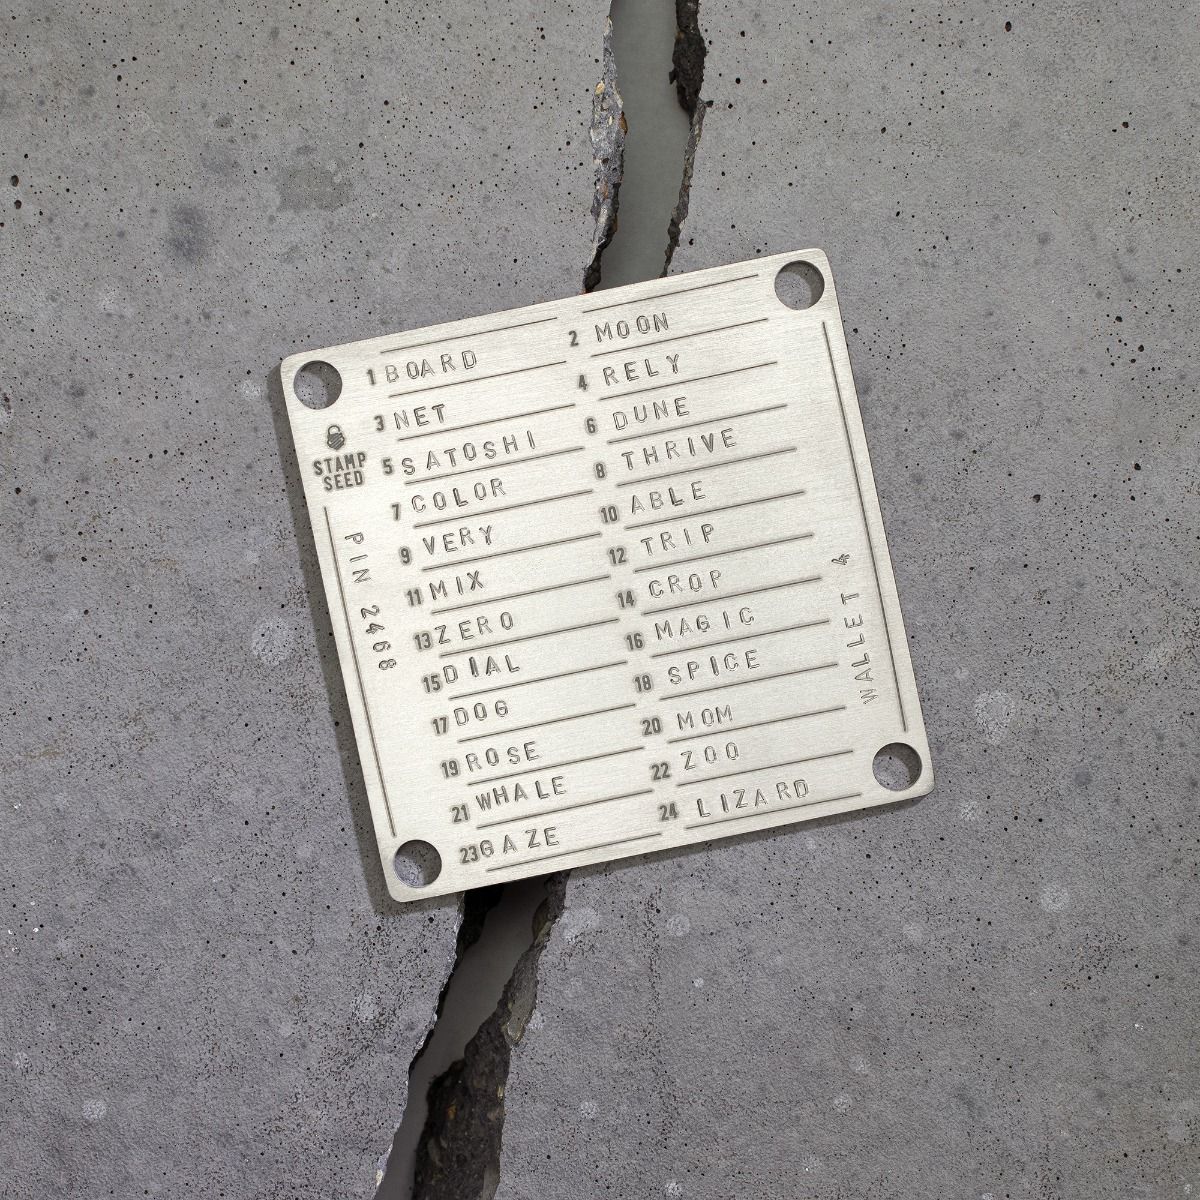 1 BOARD
2 MOON
3 NET
4 RELY
5 SATOSHI
6 DUNE
7 COLOR
8 THRIVE
9 VERY
10 ABLE
11 MIX
12 TRIP
13 ZERO
14 CROP
15 DIAL
16 MAGIC
17 DOG
18 SPICE
19 ROSE
20 MOM
21 WHALE
22 ZOO
23 GAZE
24 LIZARD
STAMP
SEED
PIN 2468
WALLET 4